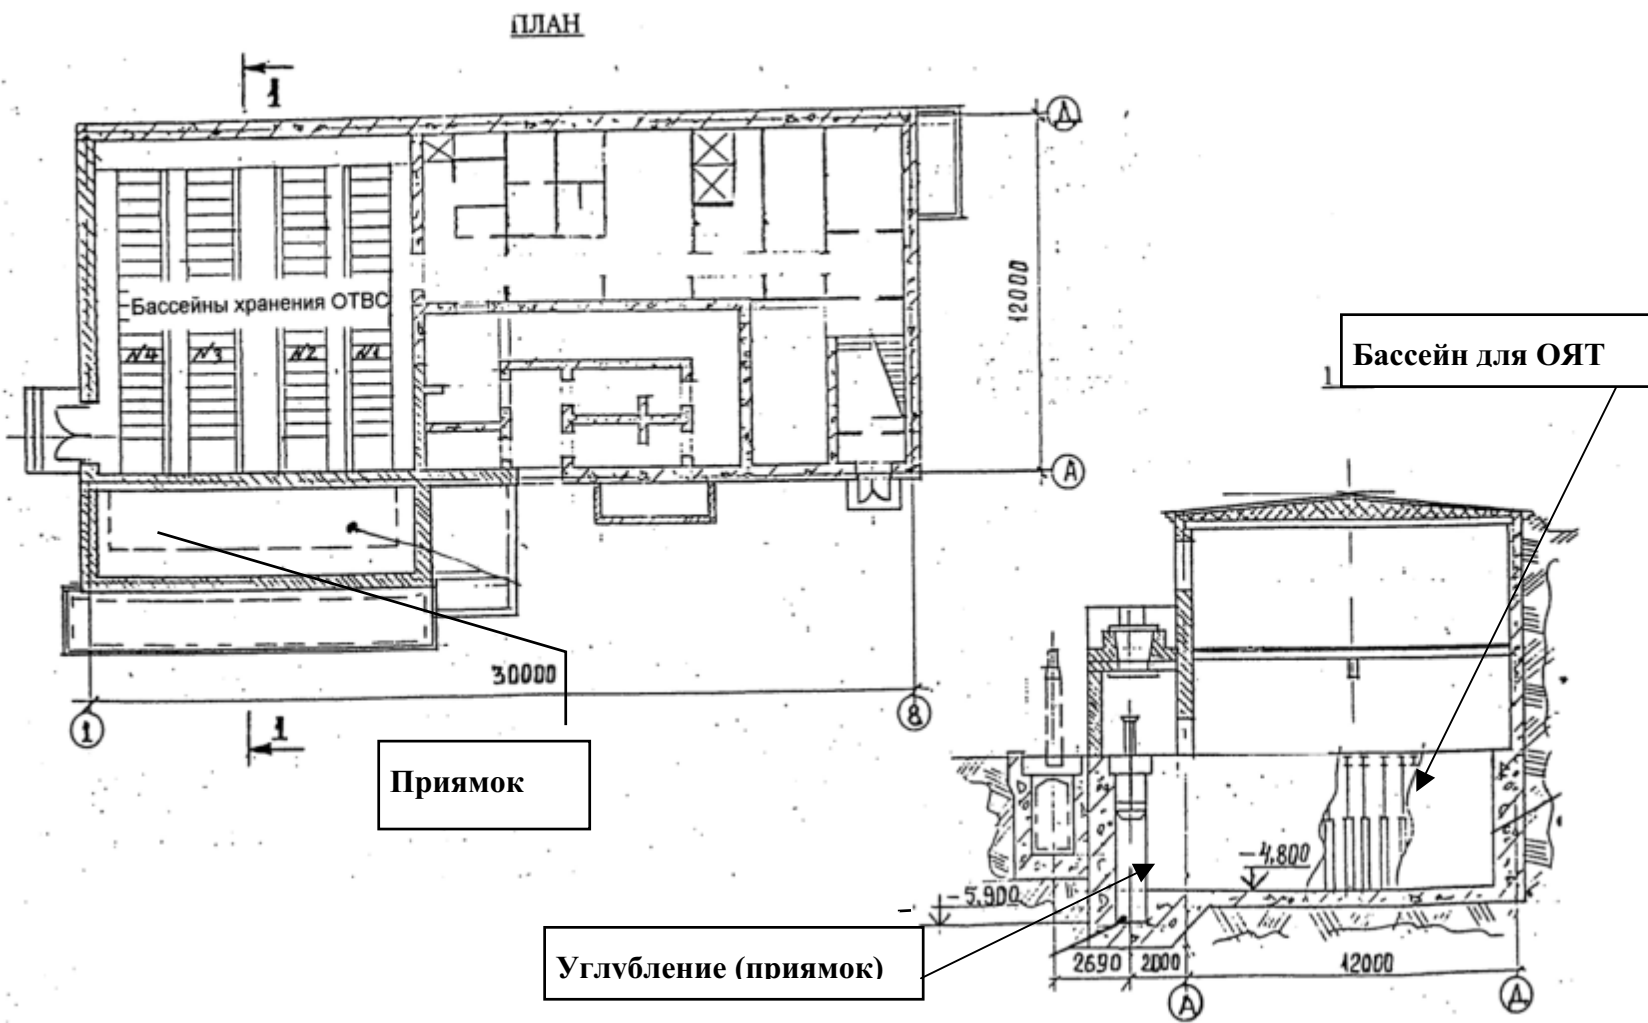 ПЛАН
1
Д
12000
Бассейны хранения ОТВС
N4 N3 N2 N1
А
30000
1 8
1
Приямок
1
Бассейн для ОЯТ
-4.800
-5.900
Углубление (приямок)
2690 2000 12000
А Д